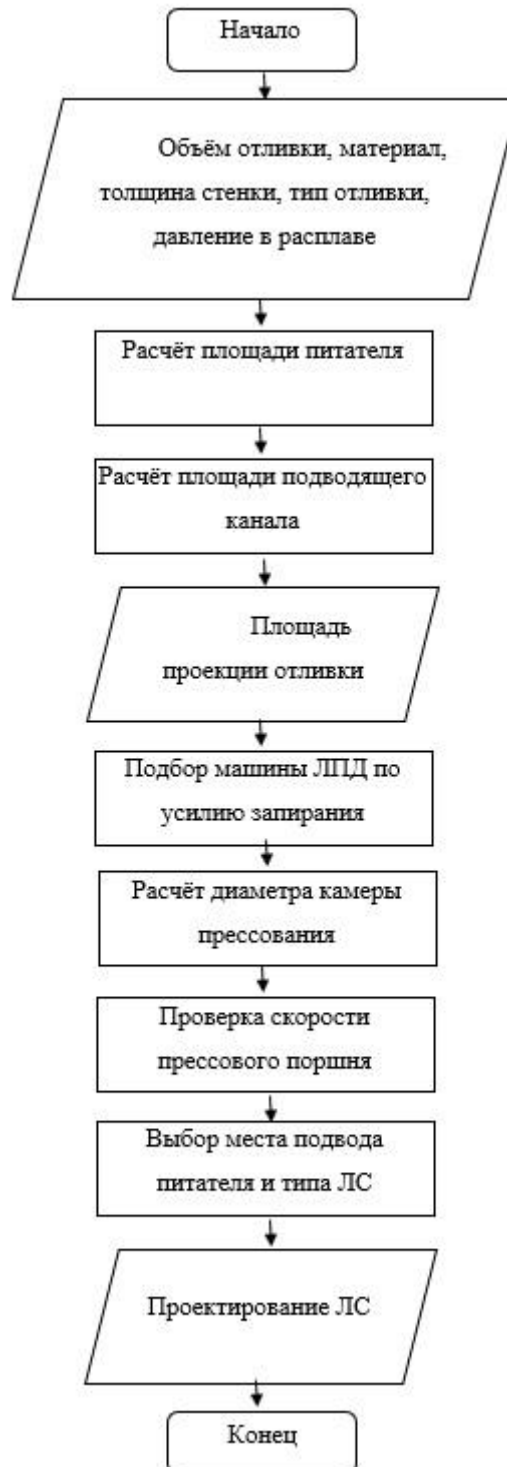 Начало
Объём отливки, материал,
толщина стенки, тип отливки,
давление в расплаве
Расчёт площади питателя
Расчёт площади подводящего
канала
Площадь
проекции отливки
Подбор машины ЛПД по
усилию запирания
Расчёт диаметра камеры
прессования
Проверка скорости
прессового поршня
Выбор места подвода
питателя и типа ЛС
Проектирование ЛС
Конец